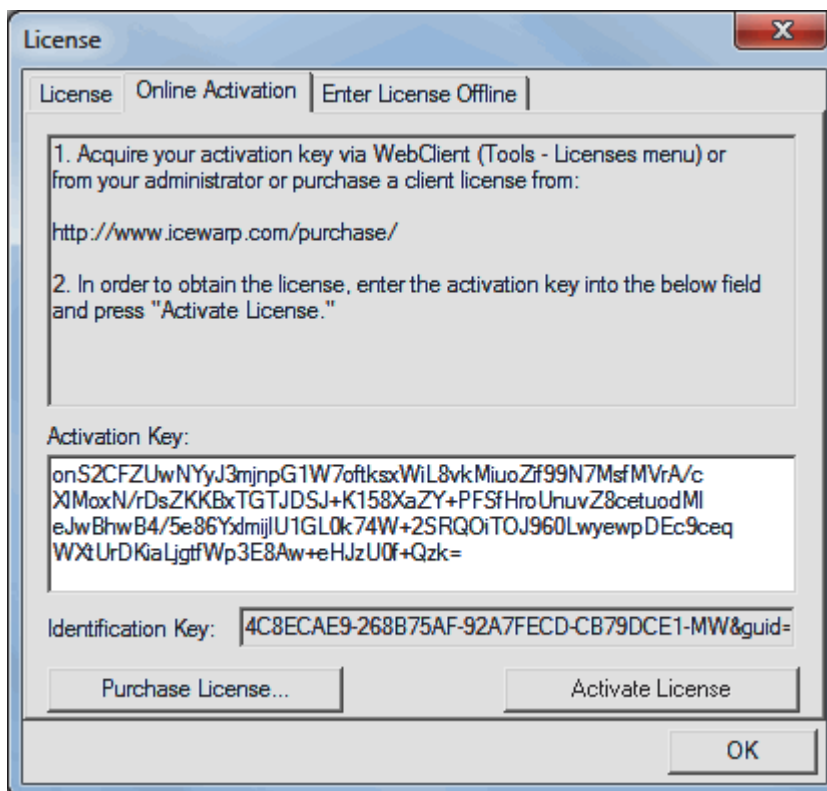 License
License
Online Activation
Enter License Offline
1. Acquire your activation key via WebClient (Tools - Licenses menu) or
from your administrator or purchase a client license from:
http://www.icewarp.com/purchase/
2. In order to obtain the license, enter the activation key into the below field
and press "Activate License."
Activation Key:
onS2CFZUwNYyJ3mjnpG1W7oftksxWiL8vkMiuoZif99N7MsfMVrA/c
XlMoxN/rDsZKKBxTGTJDSJ+K158XaZY+PFSfHroUnuvZ8cetuodMl
eJwBhwB4/5e86YxlmijlU1GL0k74W+2SRQOiTOJ960LwyewpDEc9ceq
WXtUrDKiaLjgtfWp3E8Aw+eHJzU0f+Qzk=
Identification Key:
4C8ECAE9-268B75AF-92A7FECD-CB79DCE1-MW&guid=
Purchase License...
Activate License
OK